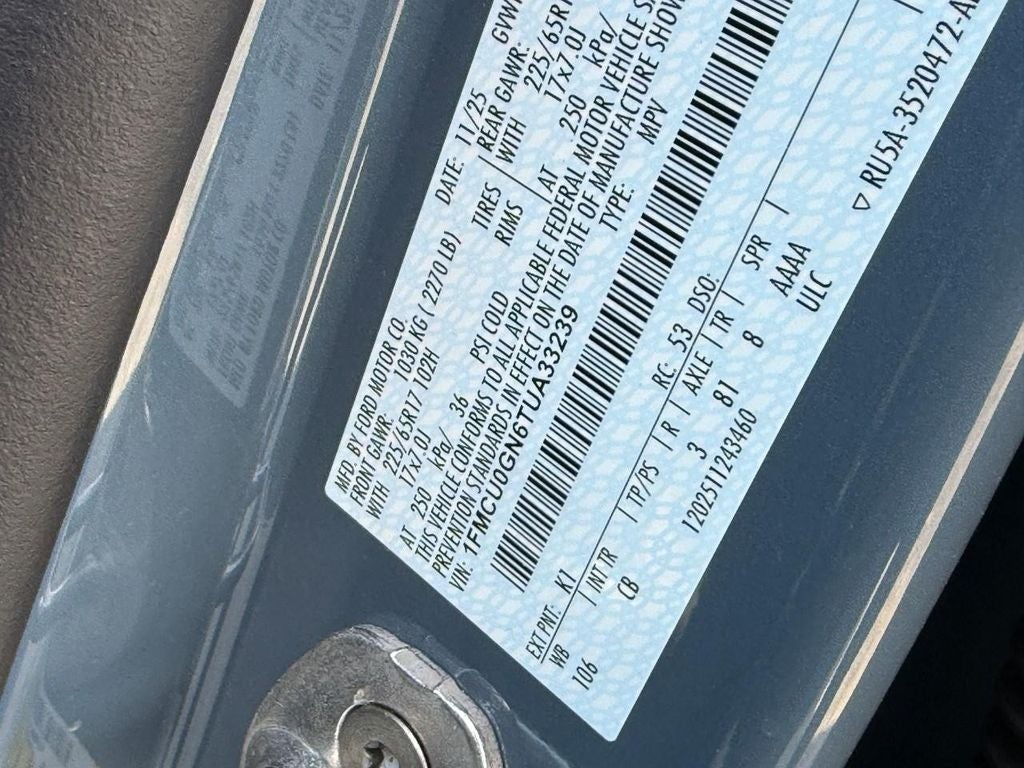 MFD. BY FORD MOTOR CO.
DATE: 11/25 GVW
FRONT GAWR: 1030 KG ( 2270 LB) REAR GAWR:
WITH 225/65R17 102H TIRES WITH 225/65R1
17x7.0J RIMS 17x7.0J
AT 250 kPa/ 36 PSI COLD AT 250 kPa/
THIS VEHICLE CONFORMS TO ALL APPLICABLE FEDERAL MOTOR VEHICLE SA
PREVENTION STANDARDS IN EFFECT ON THE DATE OF MANUFACTURE SHOW
VIN: 1FMCU0GN6TUA33239 TYPE: MPV
EXT PNT: K1 RC: 53 DSO:
WB INT TR TP/PS R AXLE TR SPR
106 CB 3 81 8 AAAA
1202511243460 ULC
RU5A-3520472-A